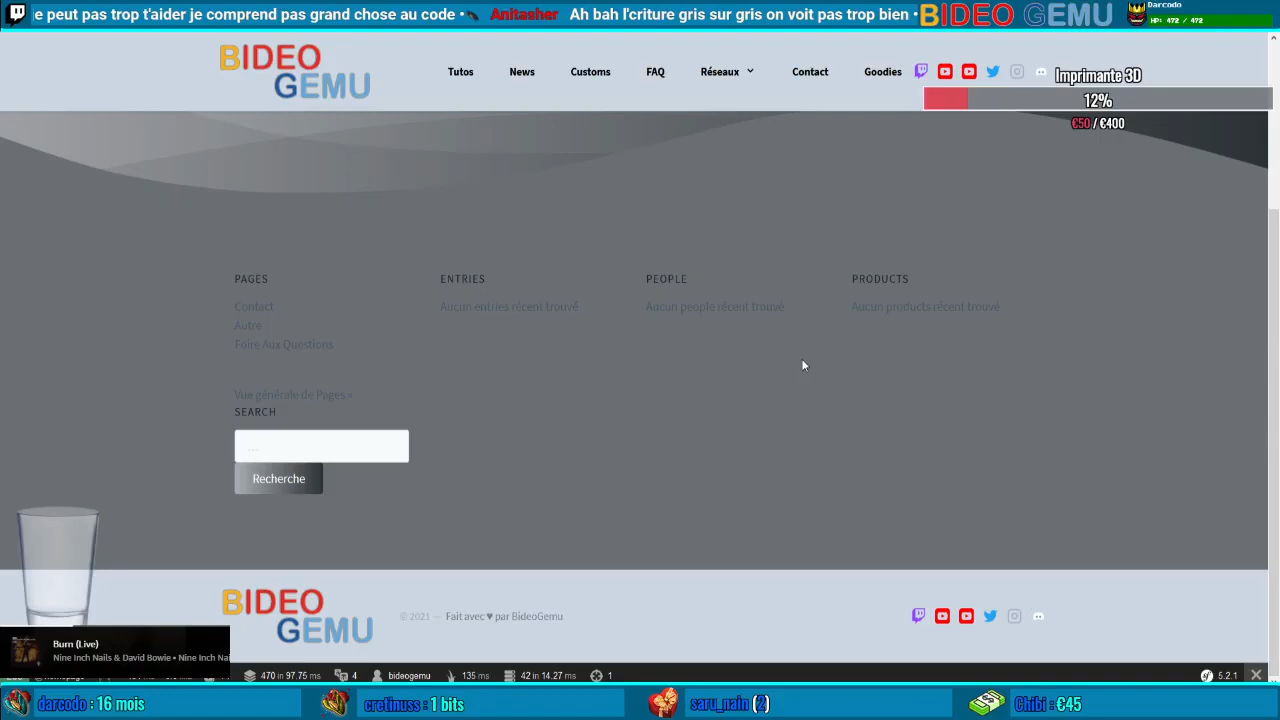 e peut pas trop t'aider je comprend pas grand chose au code • Anitasher Ah bah l'criture gris sur gris on voit pas trop bien • BIDEO GEMU Darcodo
HP: 472 / 472
BIDEO GEMU Tutos News Customs FAQ Réseaux Contact Goodies
Imprimante 3D
12%
€50 / €400
PAGES ENTRIES PEOPLE PRODUCTS
Contact Aucun entries récent trouvé Aucun people récent trouvé Aucun products récent trouvé
Autre
Foire Aux Questions
Vue générale de Pages »
SEARCH
...
Recherche
BIDEO GEMU © 2021 — Fait avec ♥ par BideoGemu
Burn (Live)
Nine Inch Nails & David Bowie • Nine Inch Nai
470 in 97.75 ms 4 bideogemu 135 ms 42 in 14.27 ms 1 5.2.1
darcodo : 16 mois cretinuss : 1 bits saru_nain (2) Chibi : €45